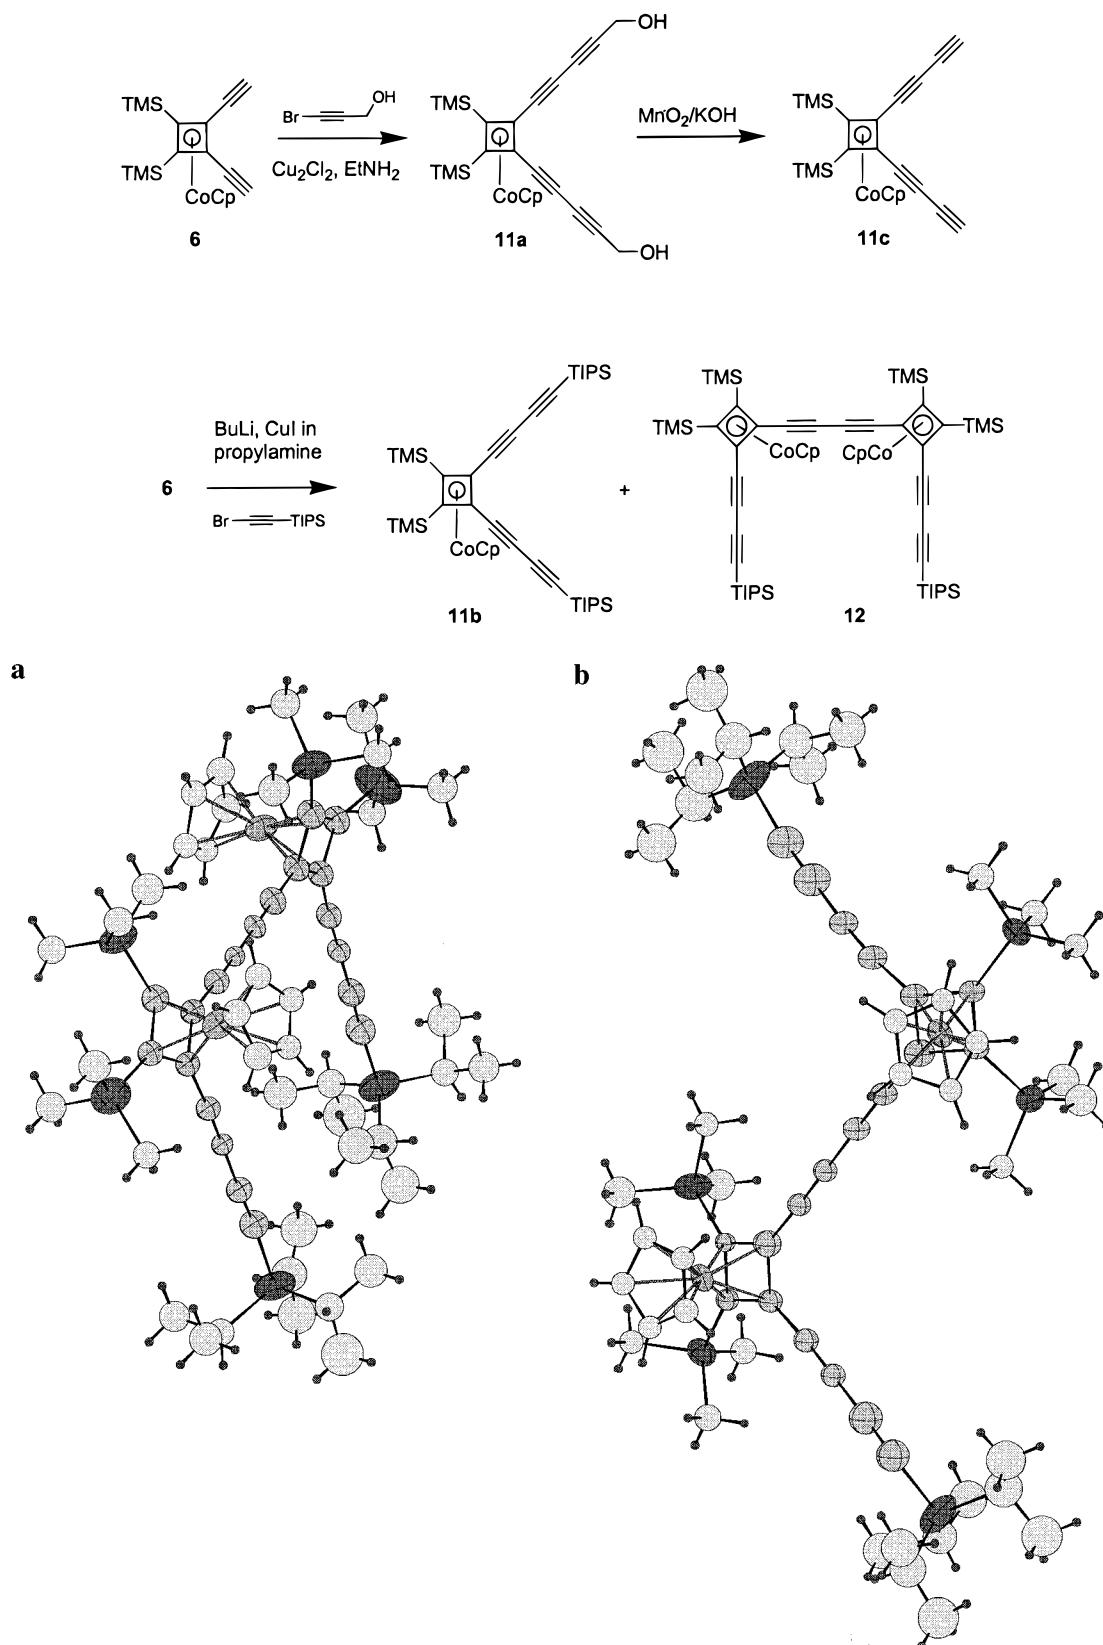 OH
TMS
TMS
CoCp
6
Br
OH
Cu2Cl2, EtNH2
TMS
TMS
CoCp
11a
OH
MnO2/KOH
TMS
TMS
CoCp
11c
6
BuLi, CuI in
propylamine
Br
TIPS
TIPS
TMS
TMS
CoCp
TIPS
11b
+
TMS
TMS
CoCp
TMS
TMS
CpCo
TIPS
TIPS
12
a
b